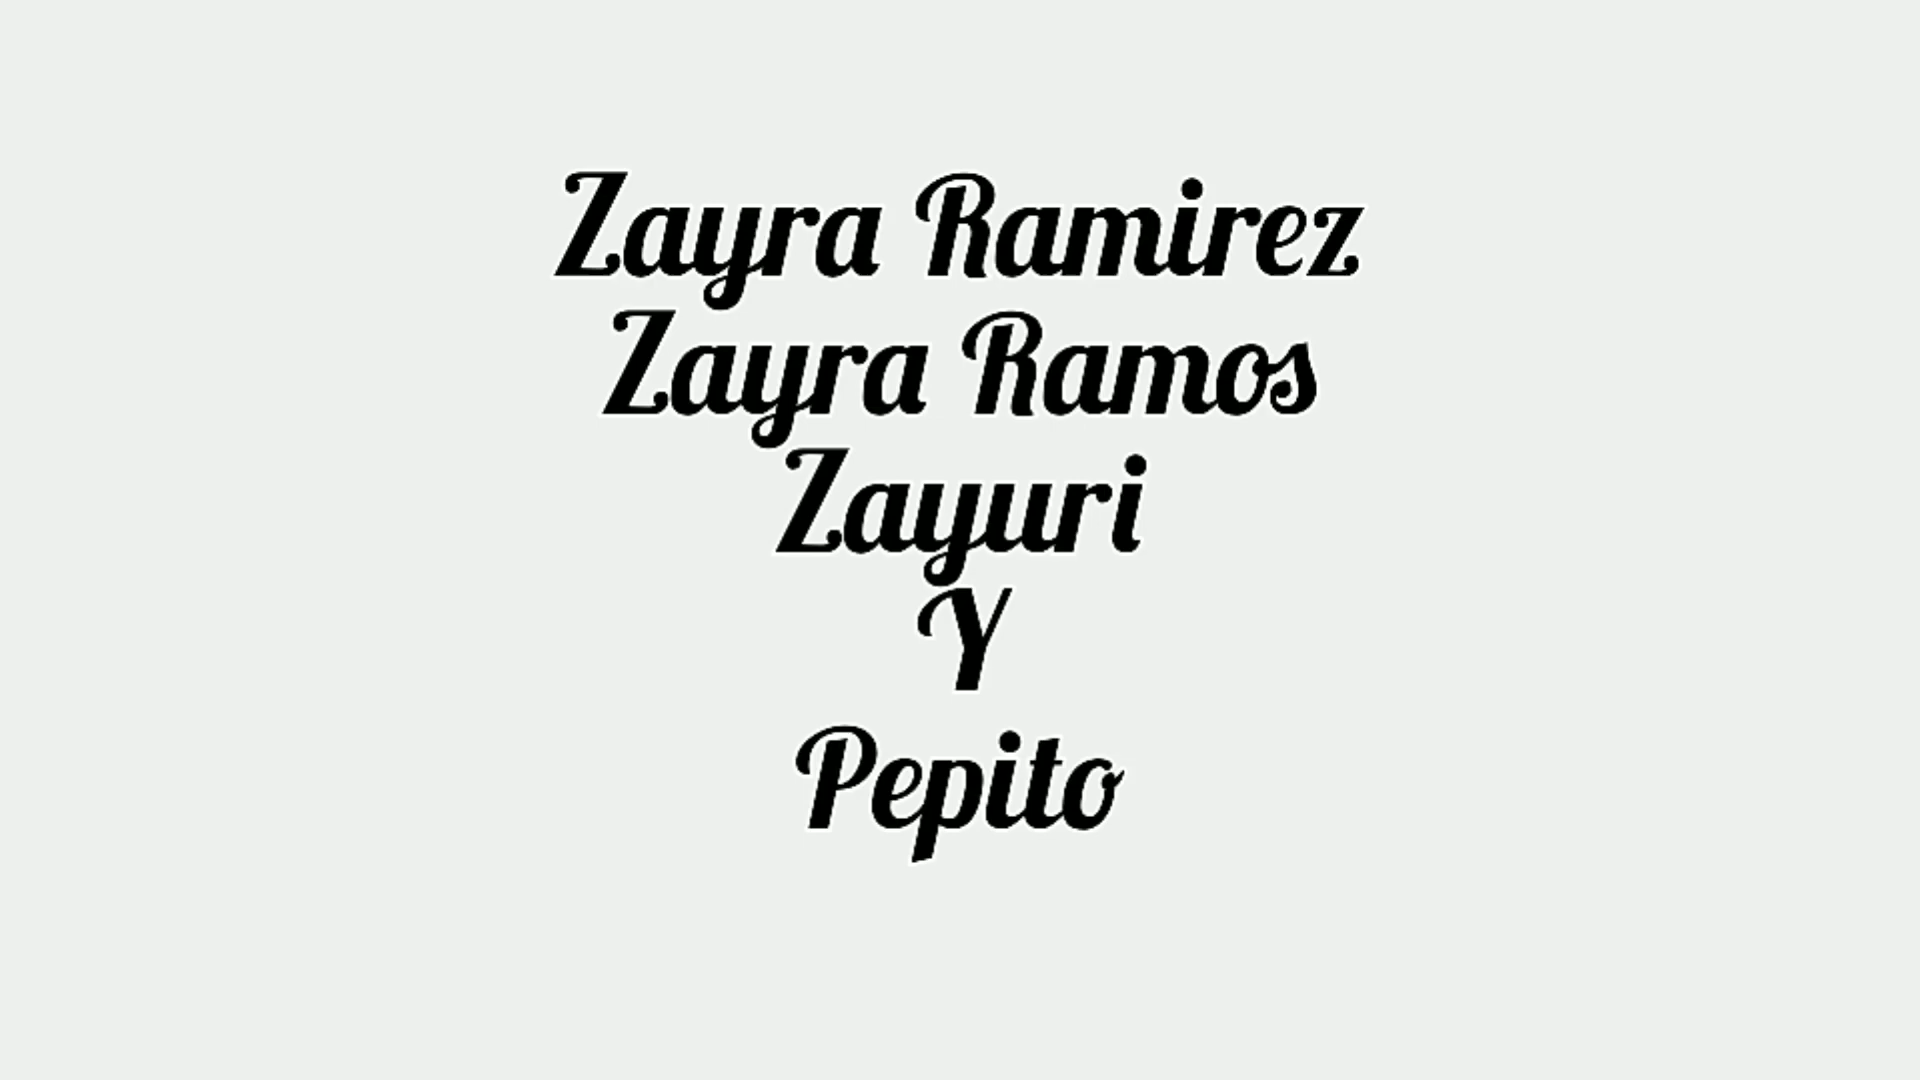 Zayra Ramirez
Zayra Ramos
Zayuri
Y
Pepito